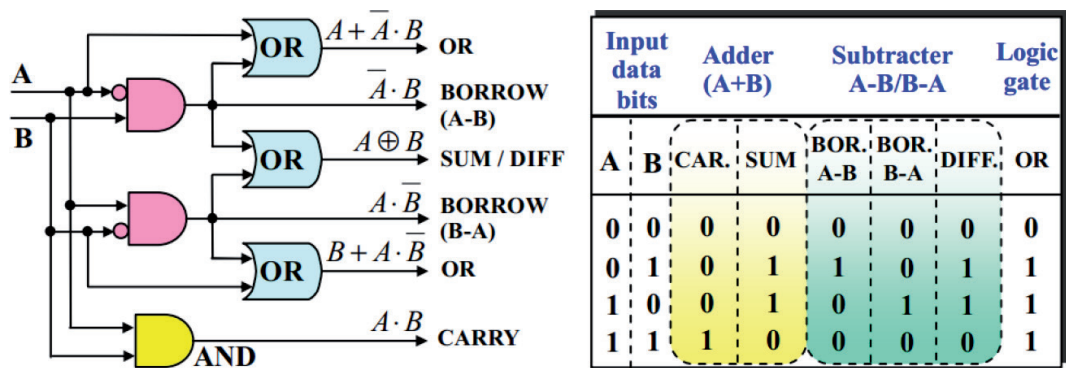 A
B
OR
A + A̅ · B
OR
A̅ · B
BORROW
(A-B)
OR
A ⊕ B
SUM / DIFF
A · B̅
BORROW
(B-A)
OR
B + A · B̅
OR
AND
A · B
CARRY
Input data bits
Adder (A+B)
Subtracter A-B/B-A
Logic gate
A B CAR. SUM BOR. A-B BOR. B-A DIFF. OR
0 0 0 0 0 0 0 0
0 1 0 1 1 0 1 1
1 0 0 1 0 1 1 1
1 1 1 0 0 0 0 1